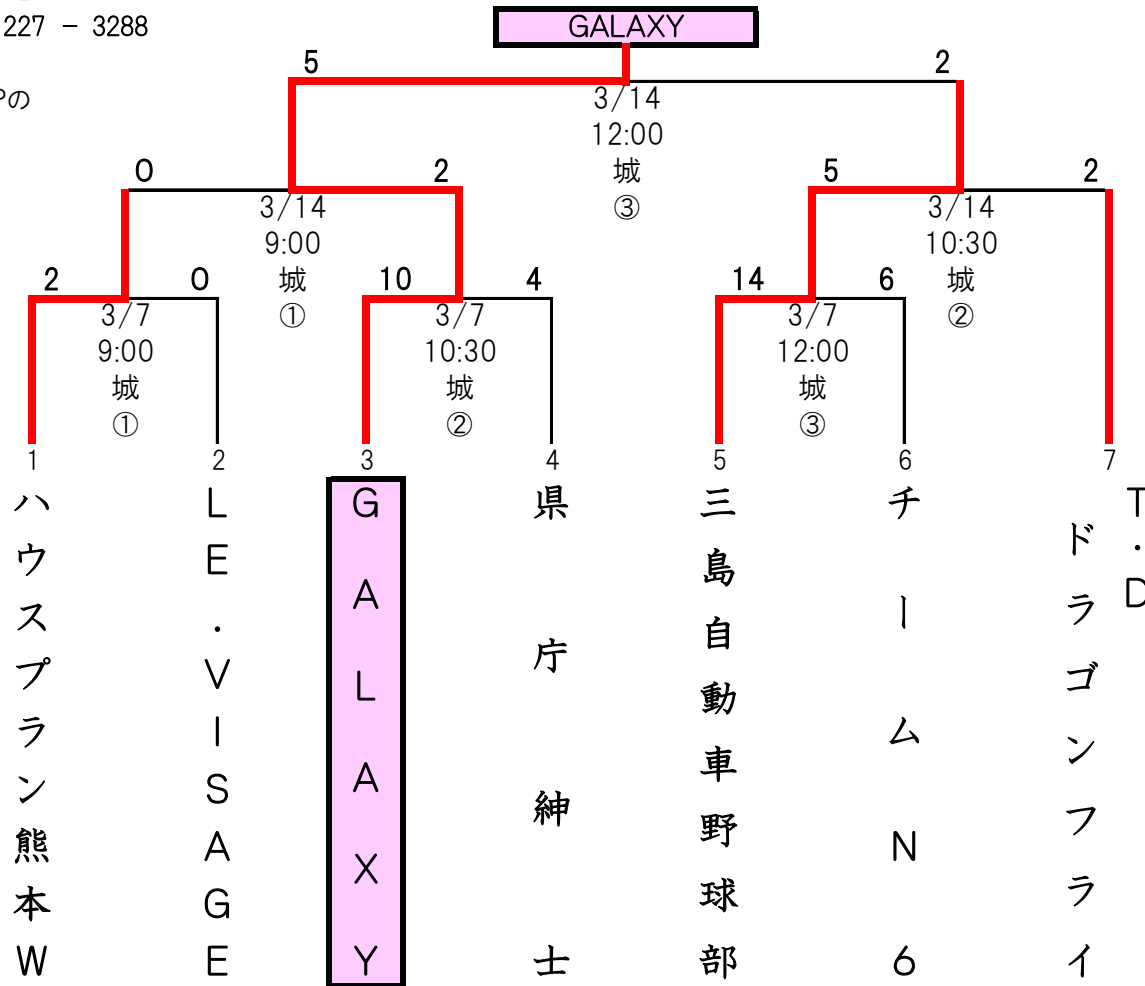 227 - 3288
GALAXY
5
2
の
3/14
12:00
城
③
0
2
5
2
3/14
9:00
城
①
3/14
10:30
城
②
2
0
10
4
14
6
3/7
9:00
城
①
3/7
10:30
城
②
3/7
12:00
城
③
1
2
3
4
5
6
7
ハウスプラン熊本W
LE.VISAGE
GALAXY
県庁紳士
三島自動車野球部
チームN6
T.D
ドラゴンフライ